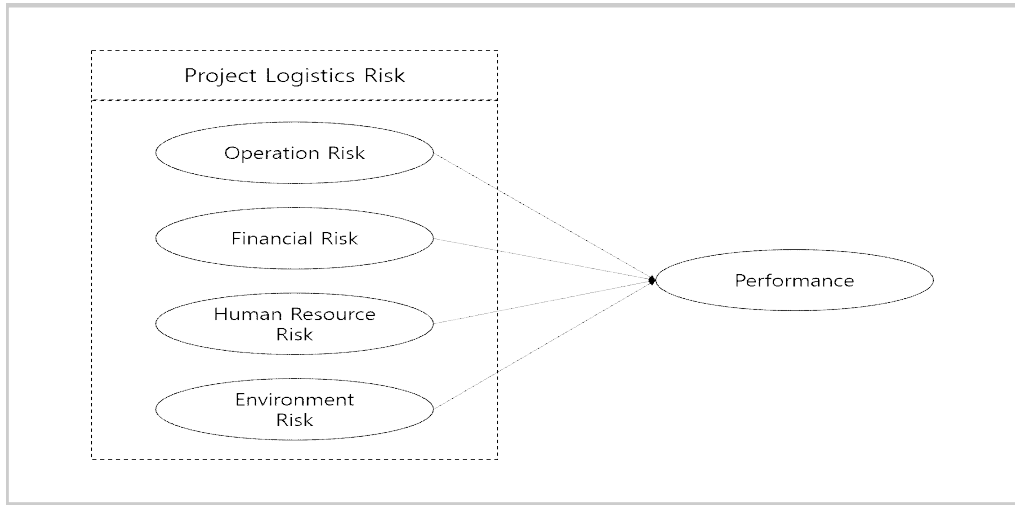 Project Logistics Risk
Operation Risk
Financial Risk
Human Resource
Risk
Environment
Risk
Performance